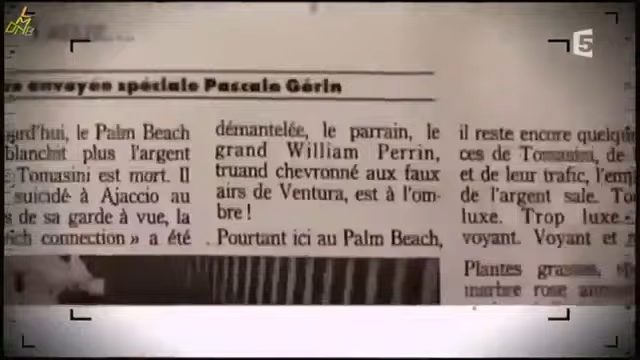 envoyée spéciale Pascale Gérin
le Palm Beach
blanchit plus l'argent
Tomasini est mort. Il
suicidé à Ajaccio au
de sa garde à vue, la
connection» a été
démantelée, le parrain, le
grand William Perrin,
truand chevronné aux faux
airs de Ventura, est à l'om-
bre !
Pourtant ici au Palm Beach,
il reste encore
ces de Tomasini, de
et de leur trafic,
de l'argent sale.
luxe. Trop luxe
voyant. Voyant et
Plantes grasses,
marbre rose
5